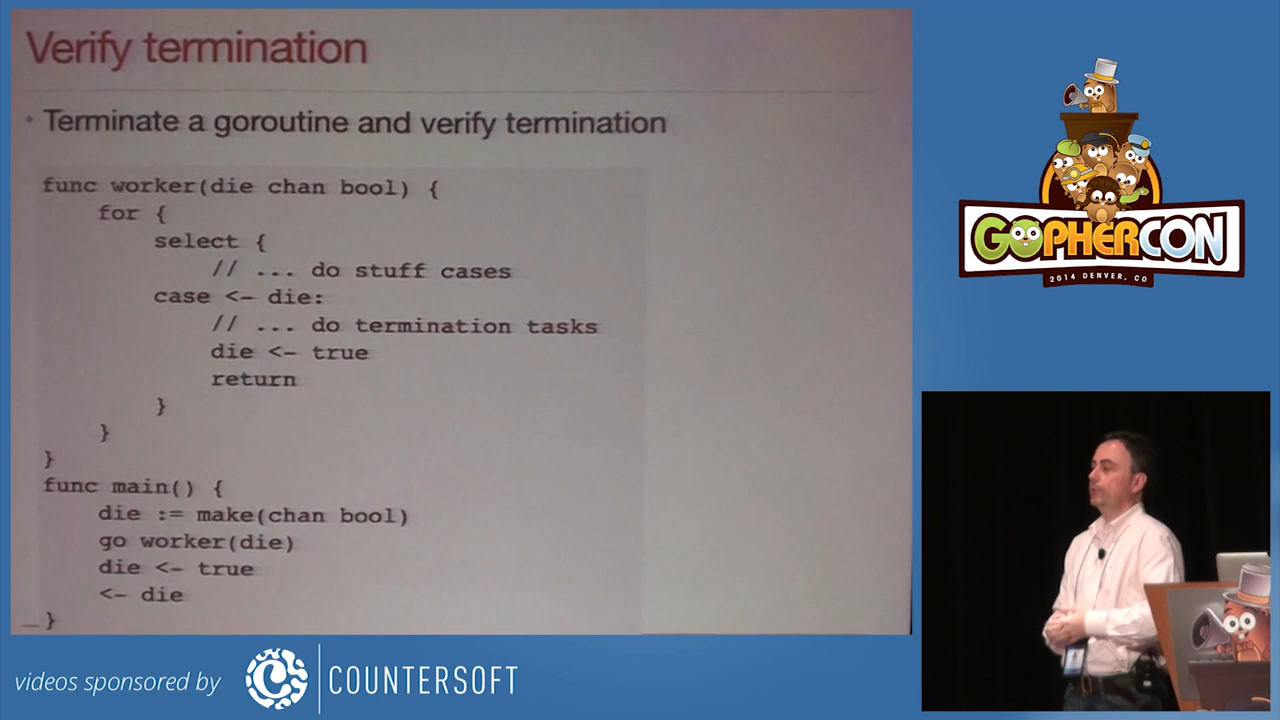 Verify termination
• Terminate a goroutine and verify termination
func worker(die chan bool) {
    for {
        select {
            // ... do stuff cases
        case <- die:
            // ... do termination tasks
            die <- true
            return
        }
    }
}
func main() {
    die := make(chan bool)
    go worker(die)
    die <- true
    <- die
}
GOPHERCON
2014 DENVER, CO
videos sponsored by
COUNTERSOFT